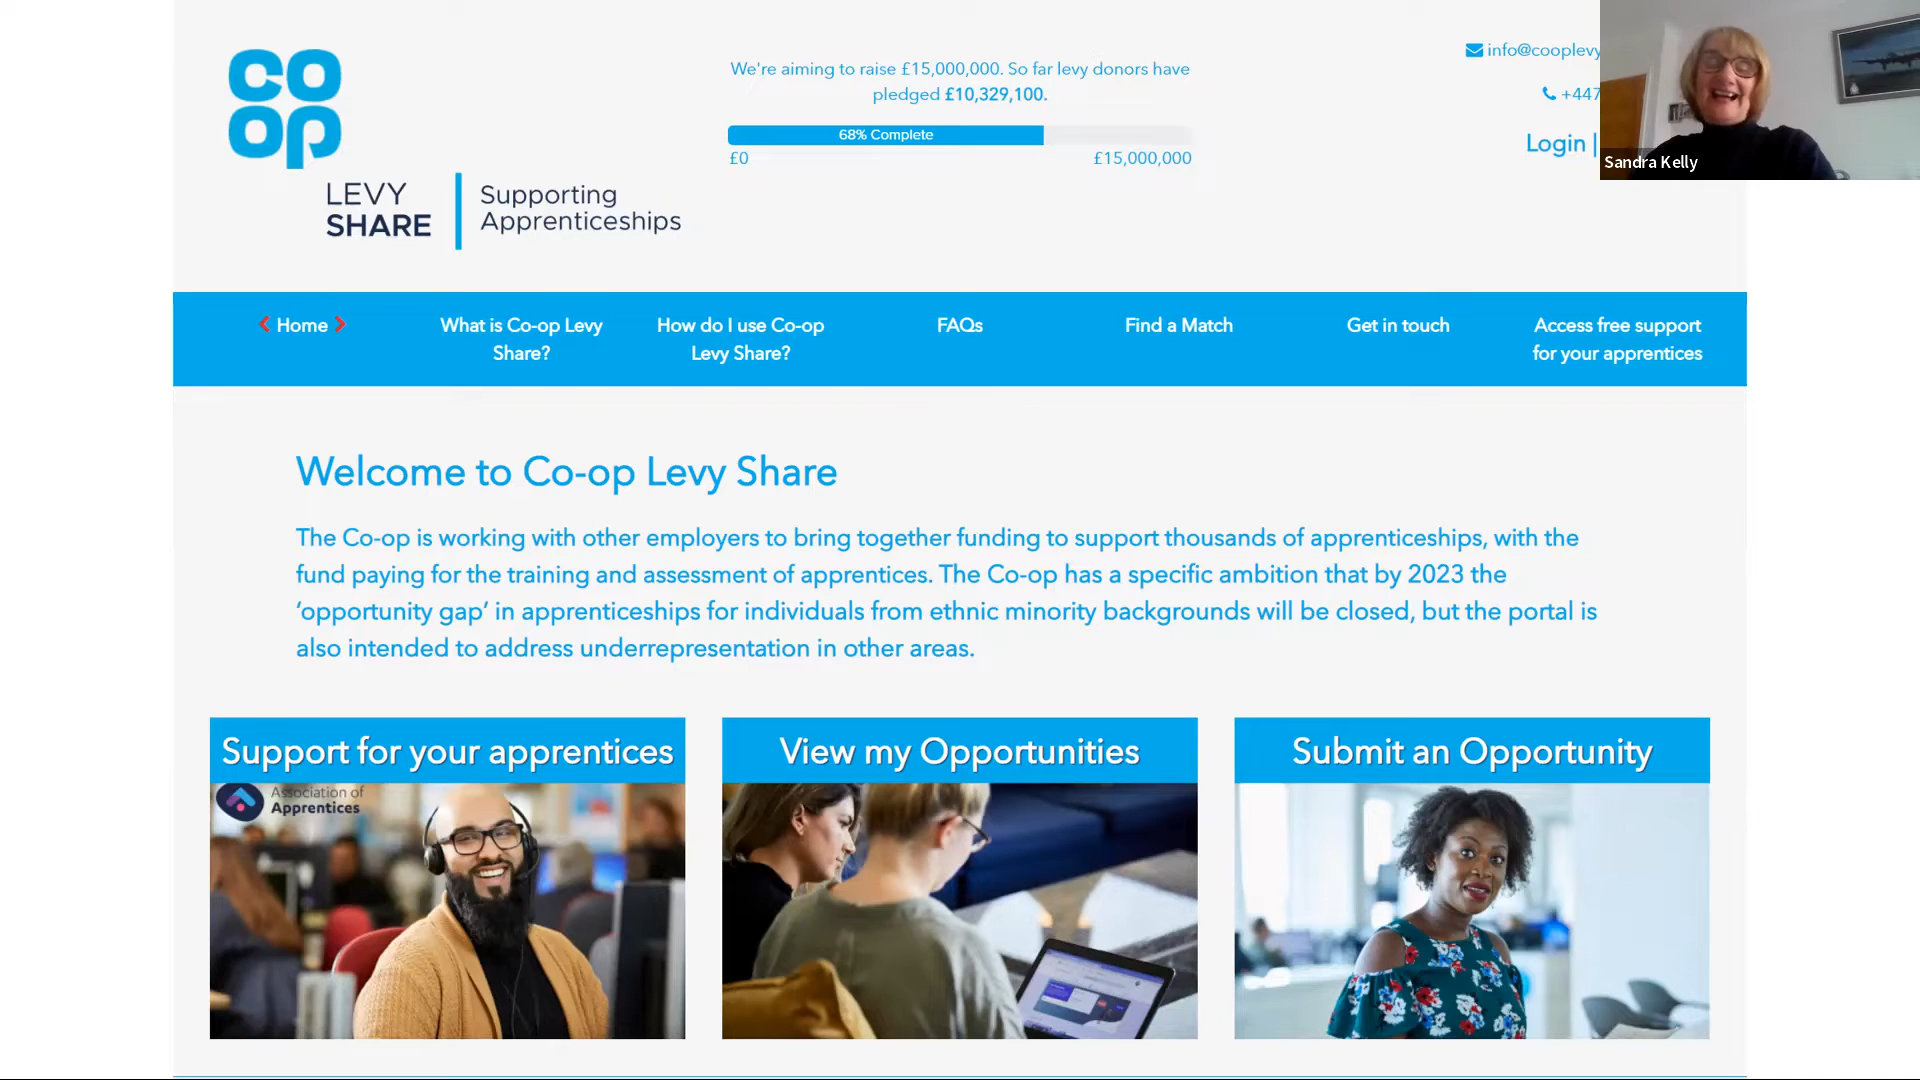 CO
OP
LEVY
SHARE
Supporting
Apprenticeships
We're aiming to raise £15,000,000. So far levy donors have
pledged £10,329,100.
68% Complete
£0
£15,000,000
info@cooplevy
+447
Login |
Sandra Kelly
Home
What is Co-op Levy
Share?
How do I use Co-op
Levy Share?
FAQs
Find a Match
Get in touch
Access free support
for your apprentices
Welcome to Co-op Levy Share
The Co-op is working with other employers to bring together funding to support thousands of apprenticeships, with the
fund paying for the training and assessment of apprentices. The Co-op has a specific ambition that by 2023 the
‘opportunity gap’ in apprenticeships for individuals from ethnic minority backgrounds will be closed, but the portal is
also intended to address underrepresentation in other areas.
Support for your apprentices
Association of
Apprentices
View my Opportunities
Submit an Opportunity